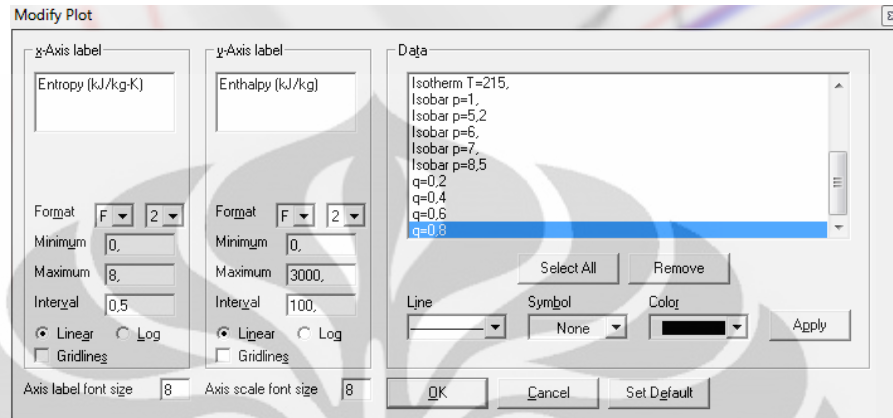 Modify Plot
x-Axis label
Entropy (kJ/kg-K)
Format F 2
Minimum 0,
Maximum 8,
Interval 0,5
Linear Log
Gridlines
y-Axis label
Enthalpy (kJ/kg)
Format F 2
Minimum 0,
Maximum 3000,
Interval 100,
Linear Log
Gridlines
Data
Isotherm T=215,
Isobar p=1,
Isobar p=5,2
Isobar p=6,
Isobar p=7,
Isobar p=8,5
q=0,2
q=0,4
q=0,6
q=0,8
Select All Remove
Line Symbol Color
None Apply
Axis label font size 8 Axis scale font size 8 OK Cancel Set Default